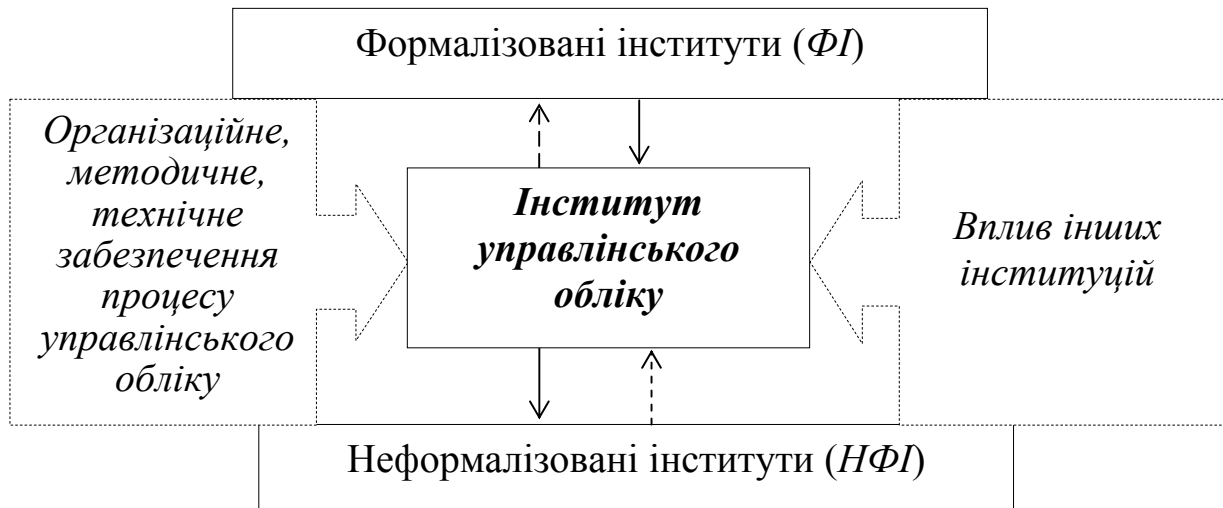 Формалізовані інститути (ФІ)
Організаційне,
методичне,
технічне
забезпечення
процесу
управлінського
обліку
Інститут
управлінського
обліку
Вплив інших
інституцій
Неформалізовані інститути (НФІ)